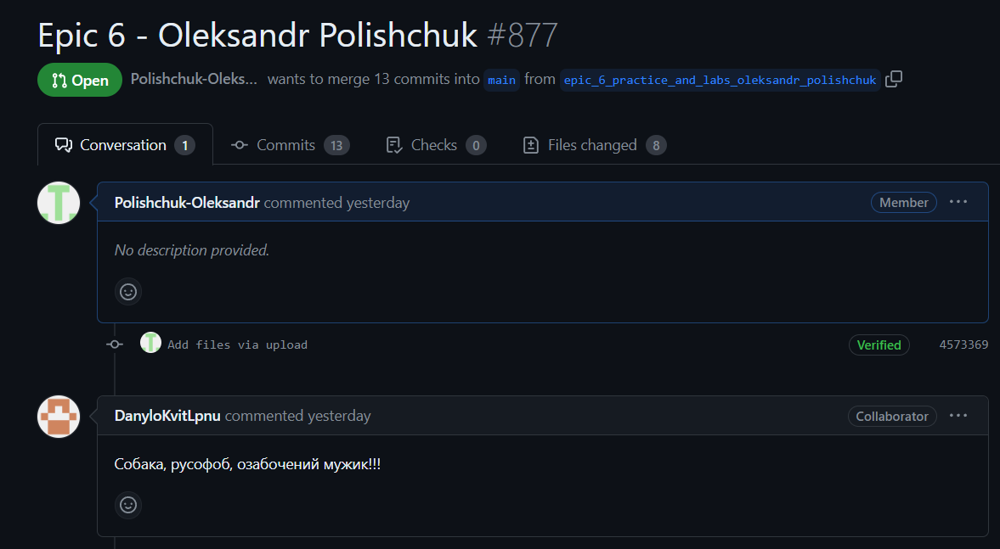 Epic 6 - Oleksandr Polishchuk #877
Open Polishchuk-Oleks... wants to merge 13 commits into main from epic_6_practice_and_labs_oleksandr_polishchuk
Conversation 1 Commits 13 Checks 0 Files changed 8
Polishchuk-Oleksandr commented yesterday Member ...
No description provided.
Add files via upload Verified 4573369
DanyloKvitLpnu commented yesterday Collaborator ...
Собака, русофоб, озабочений мужик!!!